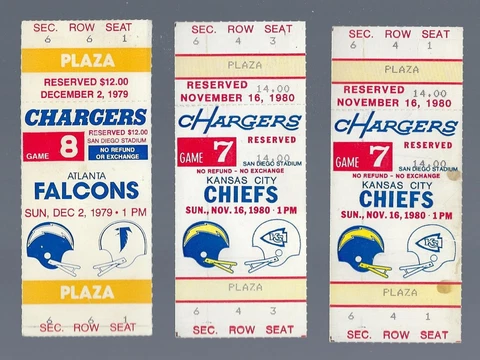 SEC. ROW SEAT
6 6 1
PLAZA
RESERVED $12.00
DECEMBER 2, 1979
CHARGERS
GAME 8
RESERVED $12.00
SAN DIEGO STADIUM
NO REFUND
OR EXCHANGE
ATLANTA
FALCONS
SUN, DEC 2, 1979 • 1 PM
PLAZA
6 6 1
SEC. ROW SEAT
SEC. ROW SEAT
6 4 3
PLAZA
RESERVED 14.00
NOVEMBER 16, 1980
CHARGERS
GAME 7
RESERVED
14.00
SAN DIEGO STADIUM
NO REFUND - NO EXCHANGE
KANSAS CITY
CHIEFS
SUN., NOV. 16, 1980 · 1 PM
KC
PLAZA
6 4 3
SEC. ROW SEAT
SEC. ROW SEAT
6 4 1
PLAZA
RESERVED 14.00
NOVEMBER 16, 1980
CHARGERS
GAME 7
RESERVED
14.00
SAN DIEGO STADIUM
NO REFUND - NO EXCHANGE
KANSAS CITY
CHIEFS
SUN., NOV. 16, 1980 · 1 PM
KC
PLAZA
6 4 1
SEC. ROW SEAT